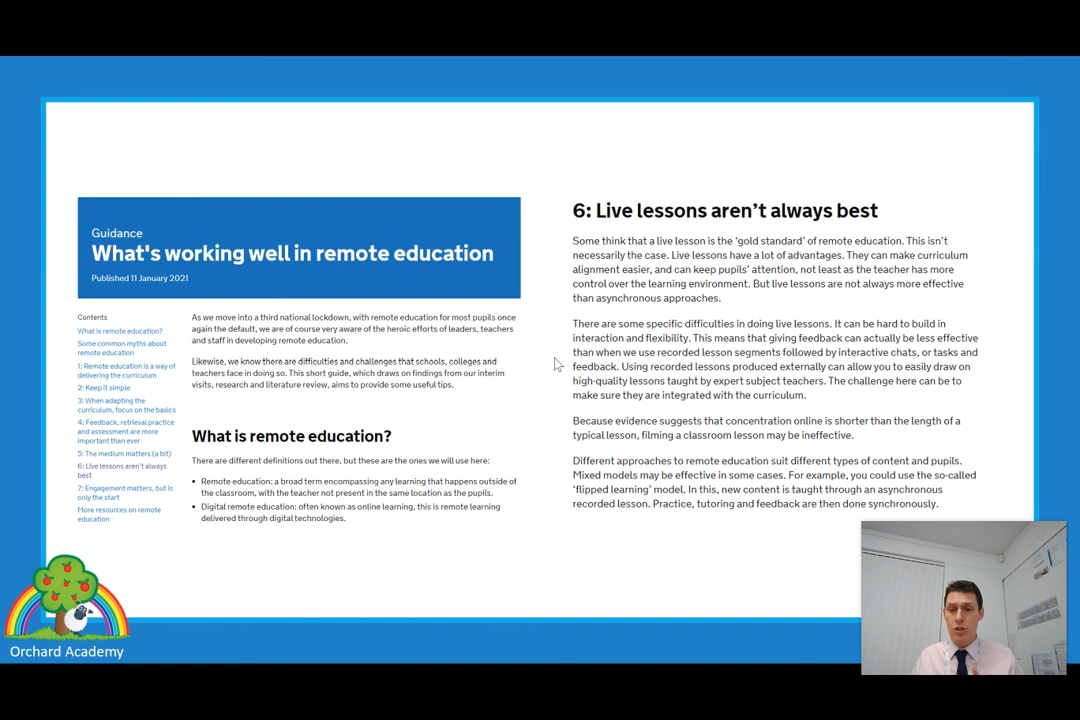 Guidance
What's working well in remote education
Published 11 January 2021
Contents
What is remote education?
Some common myths about
remote education
1: Remote education is a way of
delivering the curriculum
2: Keep it simple
3: When adapting the
curriculum, focus on the basics
4: Feedback, retrieval practice
and assessment are more
important than ever
5: The medium matters (a bit)
6: Live lessons aren't always
best
7: Engagement matters, but is
only the start
More resources on remote
education
As we move into a third national lockdown, with remote education for most pupils once
again the default, we are of course very aware of the heroic efforts of leaders, teachers
and staff in developing remote education.
Likewise, we know there are difficulties and challenges that schools, colleges and
teachers face in doing so. This short guide, which draws on findings from our interim
visits, research and literature review, aims to provide some useful tips.
What is remote education?
There are different definitions out there, but these are the ones we will use here:
• Remote education: a broad term encompassing any learning that happens outside of
the classroom, with the teacher not present in the same location as the pupils.
• Digital remote education: often known as online learning, this is remote learning
delivered through digital technologies.
6: Live lessons aren't always best
Some think that a live lesson is the 'gold standard' of remote education. This isn't
necessarily the case. Live lessons have a lot of advantages. They can make curriculum
alignment easier, and can keep pupils' attention, not least as the teacher has more
control over the learning environment. But live lessons are not always more effective
than asynchronous approaches.
There are some specific difficulties in doing live lessons. It can be hard to build in
interaction and flexibility. This means that giving feedback can actually be less effective
than when we use recorded lesson segments followed by interactive chats, or tasks and
feedback. Using recorded lessons produced externally can allow you to easily draw on
high-quality lessons taught by expert subject teachers. The challenge here can be to
make sure they are integrated with the curriculum.
Because evidence suggests that concentration online is shorter than the length of a
typical lesson, filming a classroom lesson may be ineffective.
Different approaches to remote education suit different types of content and pupils.
Mixed models may be effective in some cases. For example, you could use the so-called
'flipped learning' model. In this, new content is taught through an asynchronous
recorded lesson. Practice, tutoring and feedback are then done synchronously.
Orchard Academy